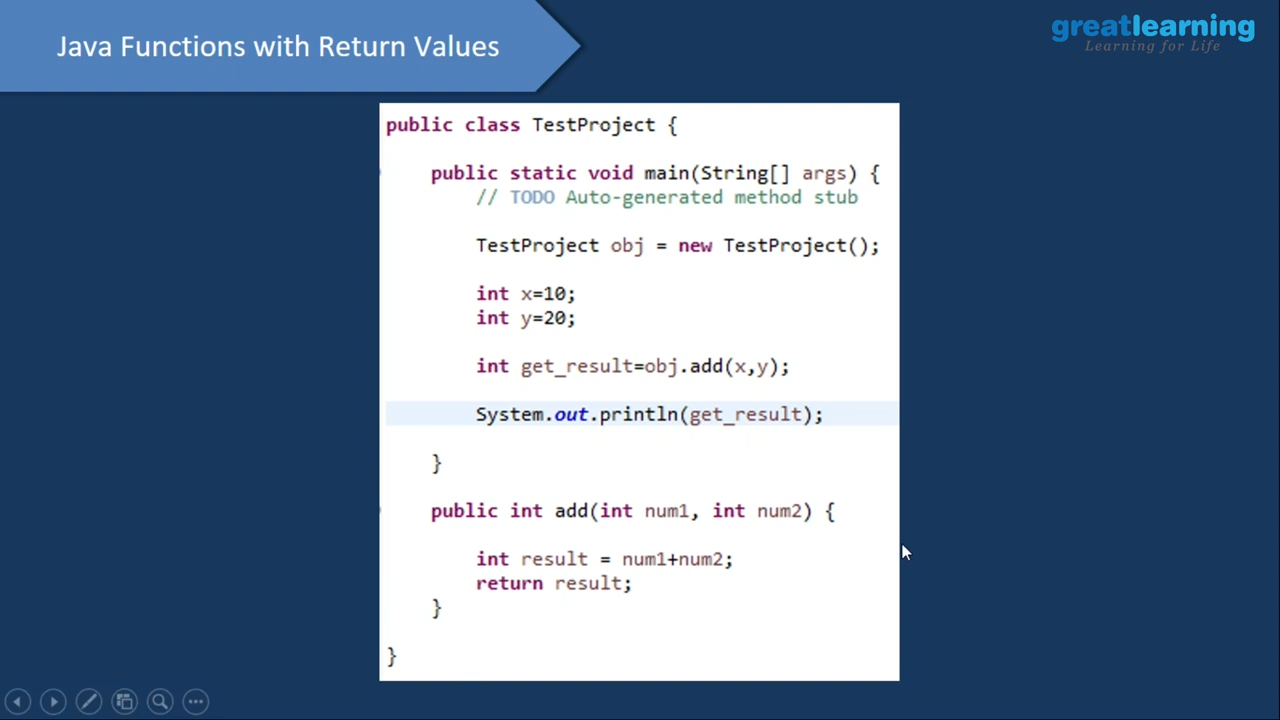 Java Functions with Return Values
greatlearning
Learning for Life
public class TestProject {
public static void main(String[] args) {
// TODO Auto-generated method stub
TestProject obj = new TestProject();
int x=10;
int y=20;
int get_result=obj.add(x,y);
System.out.println(get_result);
}
public int add(int num1, int num2) {
int result = num1+num2;
return result;
}
}